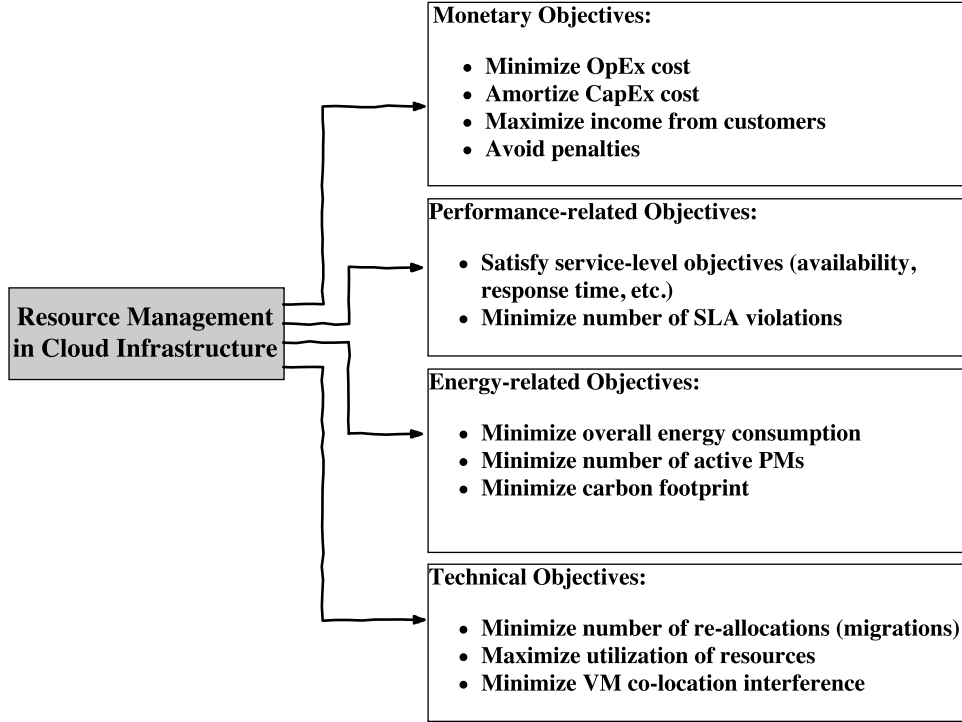 Resource Management
in Cloud Infrastructure
Monetary Objectives:
• Minimize OpEx cost
• Amortize CapEx cost
• Maximize income from customers
• Avoid penalties
Performance-related Objectives:
• Satisfy service-level objectives (availability,
response time, etc.)
• Minimize number of SLA violations
Energy-related Objectives:
• Minimize overall energy consumption
• Minimize number of active PMs
• Minimize carbon footprint
Technical Objectives:
• Minimize number of re-allocations (migrations)
• Maximize utilization of resources
• Minimize VM co-location interference